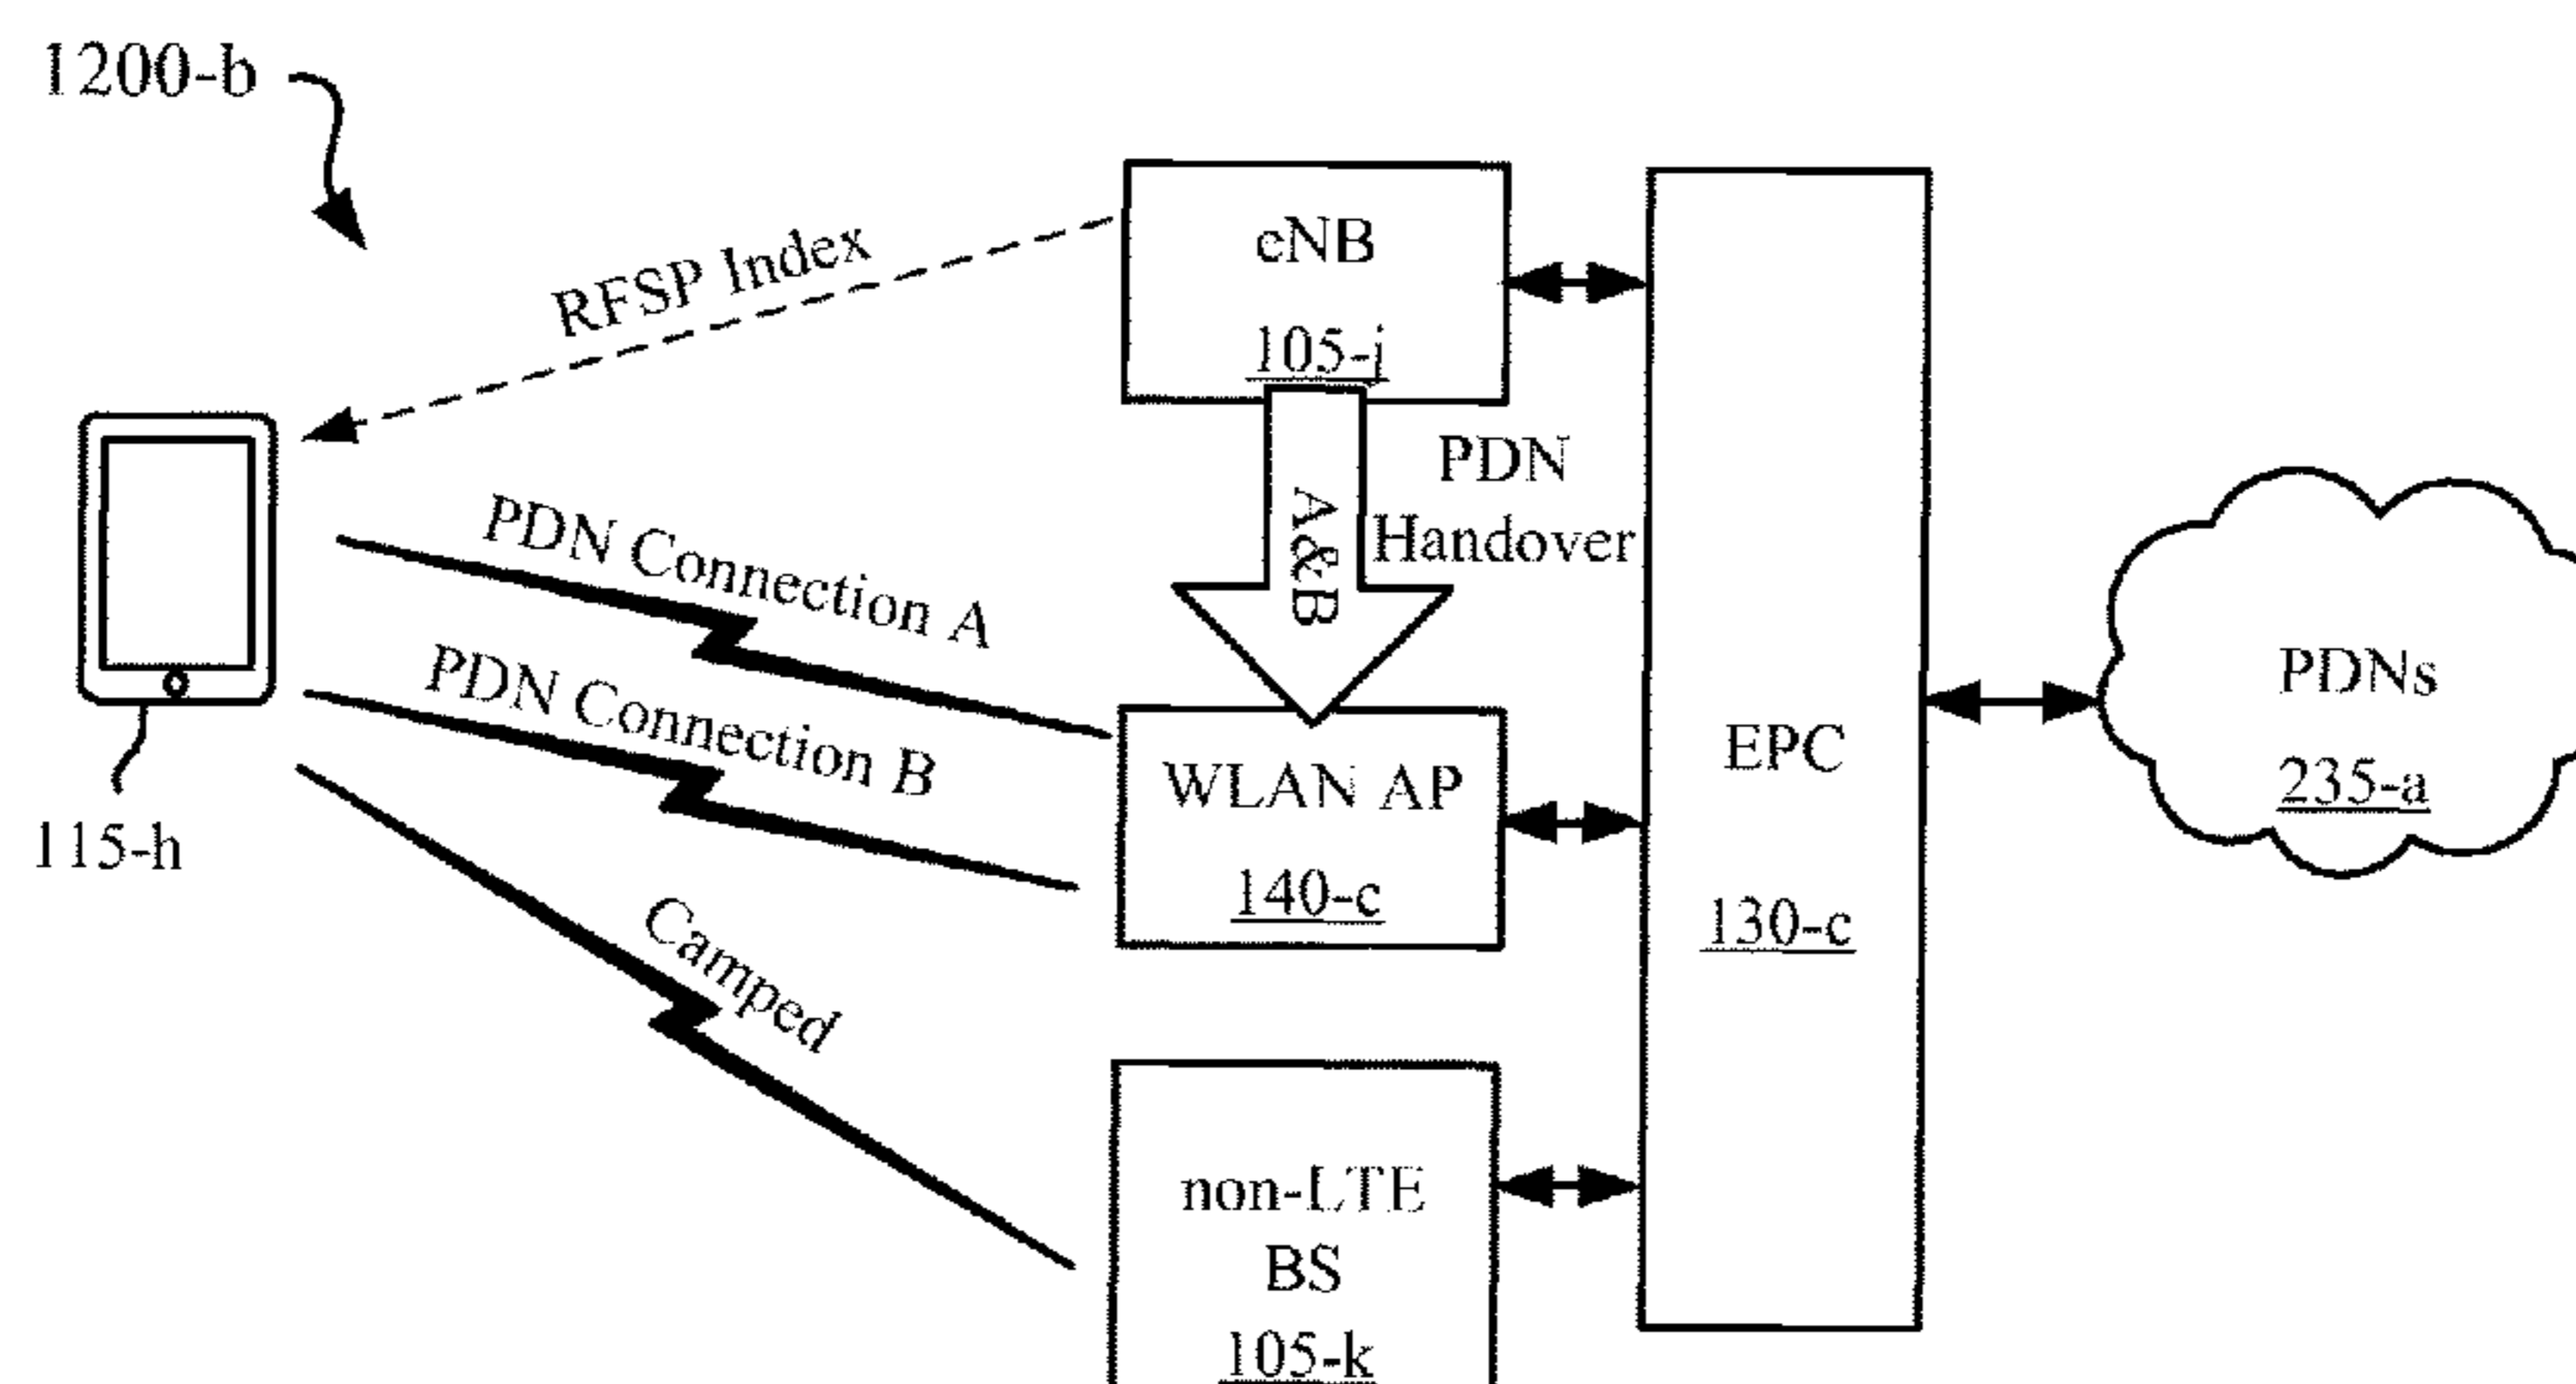 1200-b
RFSP Index
eNB
105-j
PDN
Handover
A&B
PDN Connection A
PDN Connection B
Camped
115-h
WLAN AP
140-c
non-LTE
BS
105-k
EPC
130-c
PDNs
235-a